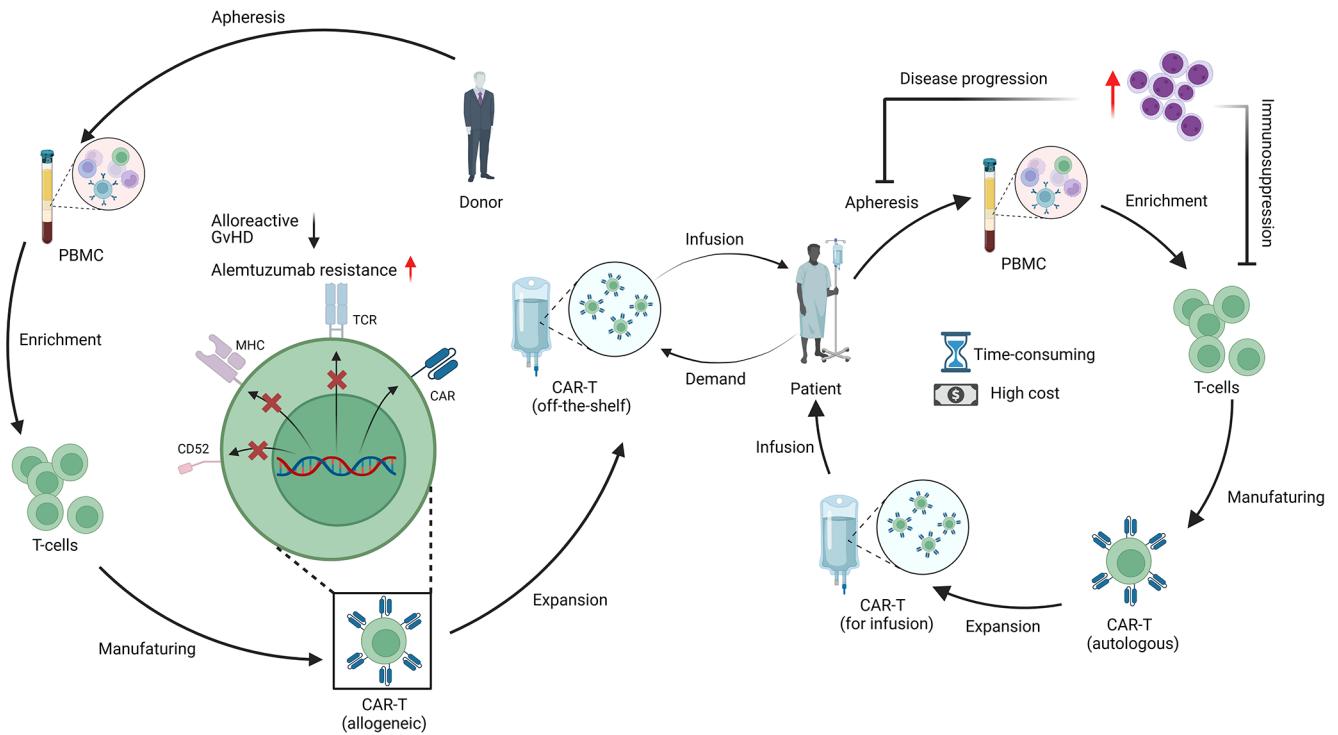 Apheresis
Donor
PBMC
Enrichment
T-cells
Manufaturing
Alloreactive
GvHD
Alemtuzumab resistance
TCR
MHC
CAR
CD52
CAR-T
(allogeneic)
Expansion
CAR-T
(off-the-shelf)
Infusion
Demand
Patient
Disease progression
Immunosuppression
Apheresis
PBMC
Enrichment
T-cells
Time-consuming
$
High cost
Manufaturing
CAR-T
(autologous)
Expansion
CAR-T
(for infusion)
Infusion